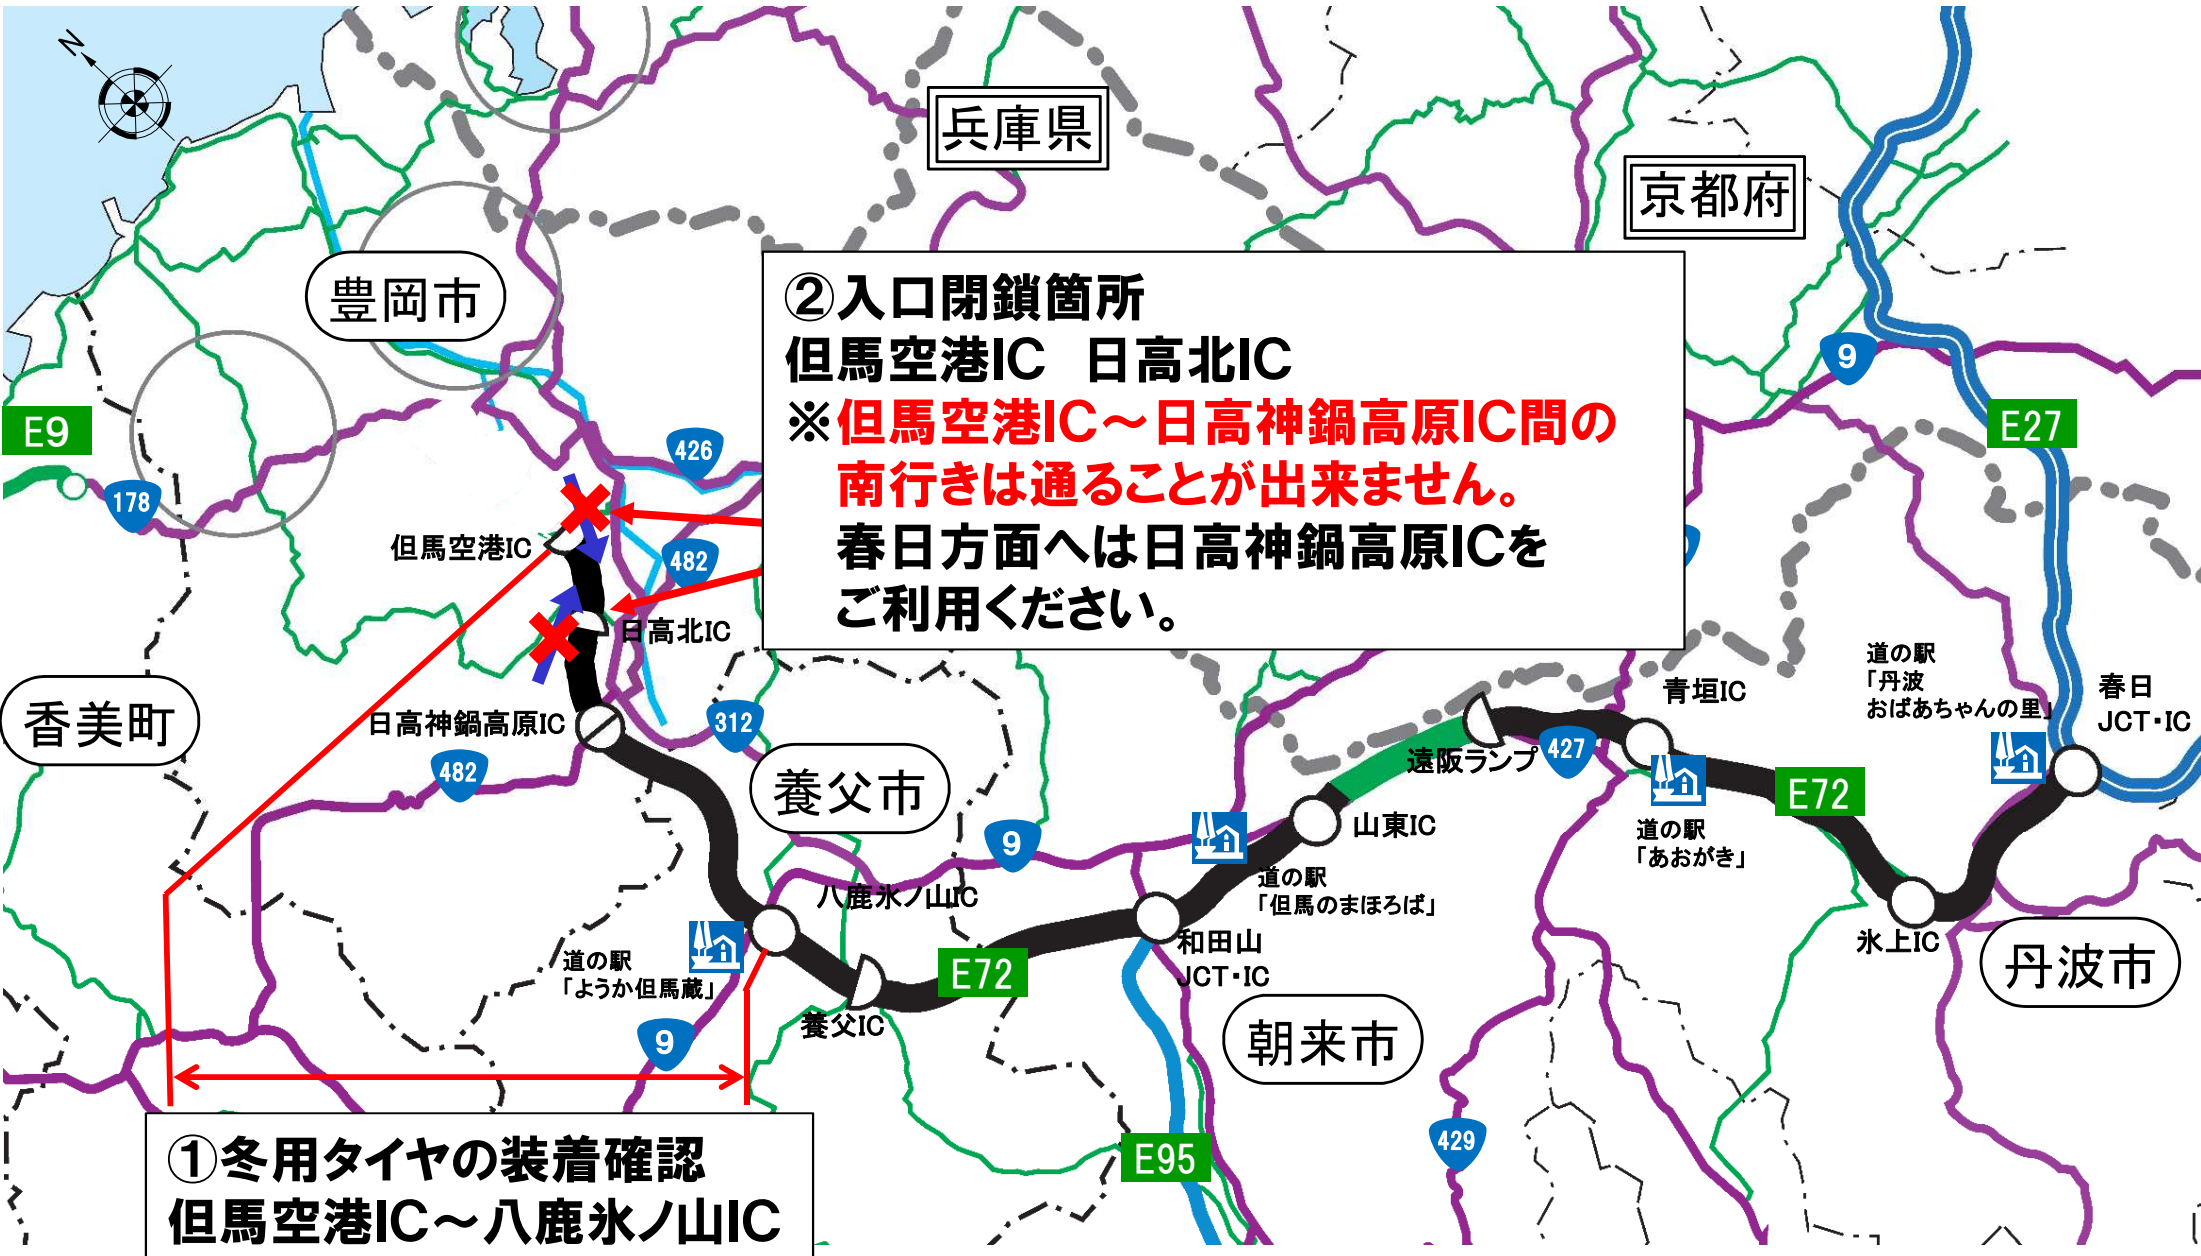 N
兵庫県
京都府
豊岡市
②入口閉鎖箇所
但馬空港IC 日高北IC
※但馬空港IC～日高神鍋高原IC間の
南行きは通ることが出来ません。
春日方面へは日高神鍋高原ICを
ご利用ください。
9
E9
E27
426
178
但馬空港IC
482
日高北IC
道の駅
「丹波
おばあちゃんの里」
春日
JCT・IC
青垣IC
香美町
日高神鍋高原IC
312
482
養父市
遠阪ランプ
427
E72
山東IC
道の駅
「あおがき」
9
道の駅
「但馬のまほろば」
八鹿氷ノ山IC
和田山
JCT・IC
氷上IC
丹波市
道の駅
「ようか但馬蔵」
E72
養父IC
9
朝来市
E95
429
①冬用タイヤの装着確認
但馬空港IC～八鹿氷ノ山IC